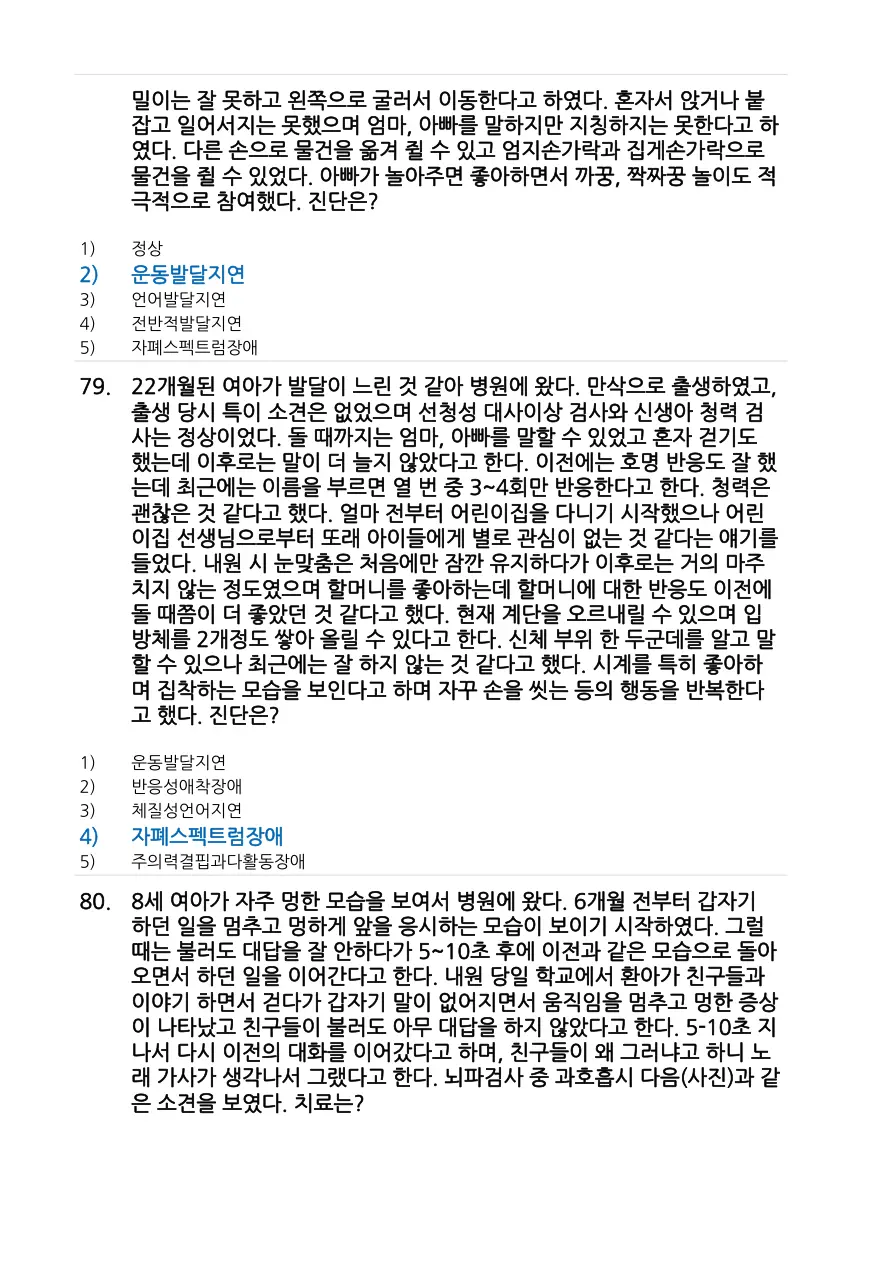 밀이는 잘 못하고 왼쪽으로 굴러서 이동한다고 하였다. 혼자서 앉거나 붙
잡고 일어서지는 못했으며 엄마, 아빠를 말하지만 지칭하지는 못한다고 하
였다. 다른 손으로 물건을 옮겨 쥘 수 있고 엄지손가락과 집게손가락으로
물건을 쥘 수 있었다. 아빠가 놀아주면 좋아하면서 까꿍, 짝짜꿍 놀이도 적
극적으로 참여했다. 진단은?
1) 정상
2) 운동발달지연
3) 언어발달지연
4) 전반적발달지연
5) 자폐스펙트럼장애
79. 22개월된 여아가 발달이 느린 것 같아 병원에 왔다. 만삭으로 출생하였고,
출생 당시 특이 소견은 없었으며 선청성 대사이상 검사와 신생아 청력 검
사는 정상이었다. 돌 때까지는 엄마, 아빠를 말할 수 있었고 혼자 걷기도
했는데 이후로는 말이 더 늘지 않았다고 한다. 이전에는 호명 반응도 잘 했
는데 최근에는 이름을 부르면 열 번 중 3~4회만 반응한다고 한다. 청력은
괜찮은 것 같다고 했다. 얼마 전부터 어린이집을 다니기 시작했으나 어린
이집 선생님으로부터 또래 아이들에게 별로 관심이 없는 것 같다는 얘기를
들었다. 내원 시 눈맞춤은 처음에만 잠깐 유지하다가 이후로는 거의 마주
치지 않는 정도였으며 할머니를 좋아하는데 할머니에 대한 반응도 이전에
돌 때쯤이 더 좋았던 것 같다고 했다. 현재 계단을 오르내릴 수 있으며 입
방체를 2개정도 쌓아 올릴 수 있다고 한다. 신체 부위 한 두군데를 알고 말
할 수 있으나 최근에는 잘 하지 않는 것 같다고 했다. 시계를 특히 좋아하
며 집착하는 모습을 보인다고 하며 자꾸 손을 씻는 등의 행동을 반복한다
고 했다. 진단은?
1) 운동발달지연
2) 반응성애착장애
3) 체질성언어지연
4) 자폐스펙트럼장애
5) 주의력결핍과다활동장애
80. 8세 여아가 자주 멍한 모습을 보여서 병원에 왔다. 6개월 전부터 갑자기
하던 일을 멈추고 멍하게 앞을 응시하는 모습이 보이기 시작하였다. 그럴
때는 불러도 대답을 잘 안하다가 5~10초 후에 이전과 같은 모습으로 돌아
오면서 하던 일을 이어간다고 한다. 내원 당일 학교에서 환아가 친구들과
이야기 하면서 걷다가 갑자기 말이 없어지면서 움직임을 멈추고 멍한 증상
이 나타났고 친구들이 불러도 아무 대답을 하지 않았다고 한다. 5-10초 지
나서 다시 이전의 대화를 이어갔다고 하며, 친구들이 왜 그러냐고 하니 노
래 가사가 생각나서 그랬다고 한다. 뇌파검사 중 과호흡시 다음(사진)과 같
은 소견을 보였다. 치료는?